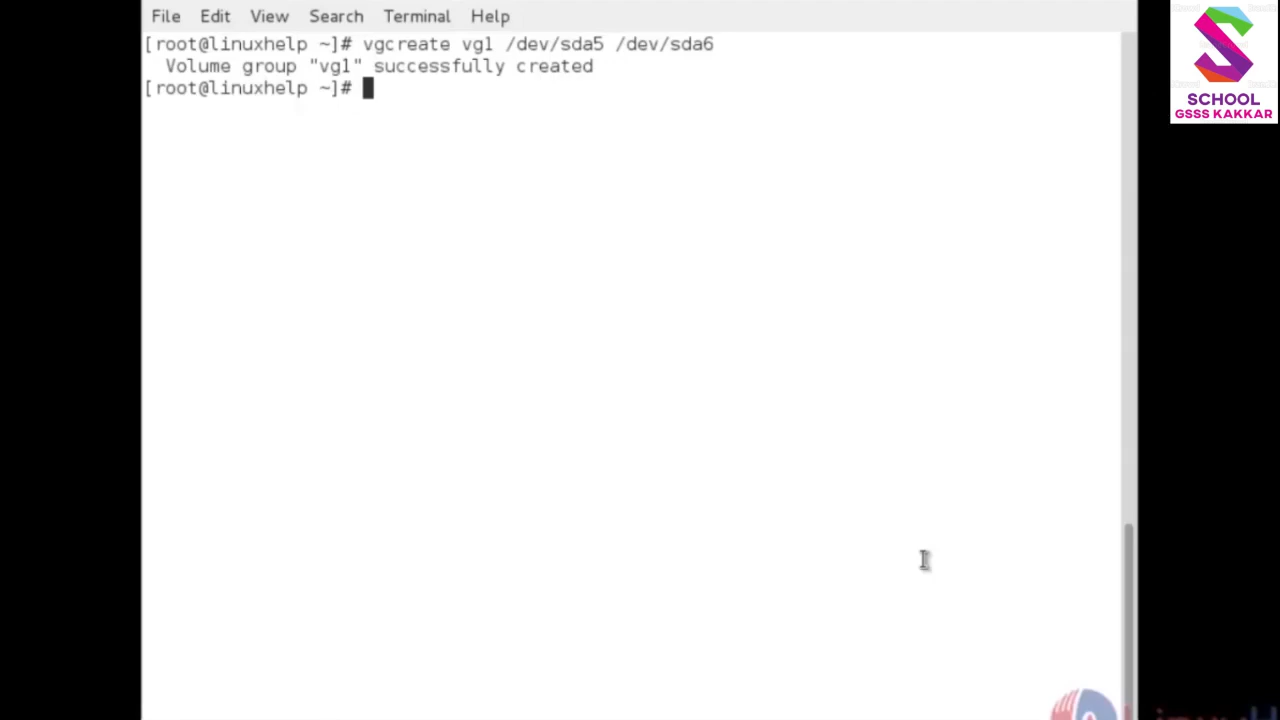 File Edit View Search Terminal Help
[root@linuxhelp ~]# vgcreate vg1 /dev/sda5 /dev/sda6
Volume group "vg1" successfully created
[root@linuxhelp ~]#
SCHOOL
GSSS KAKKAR